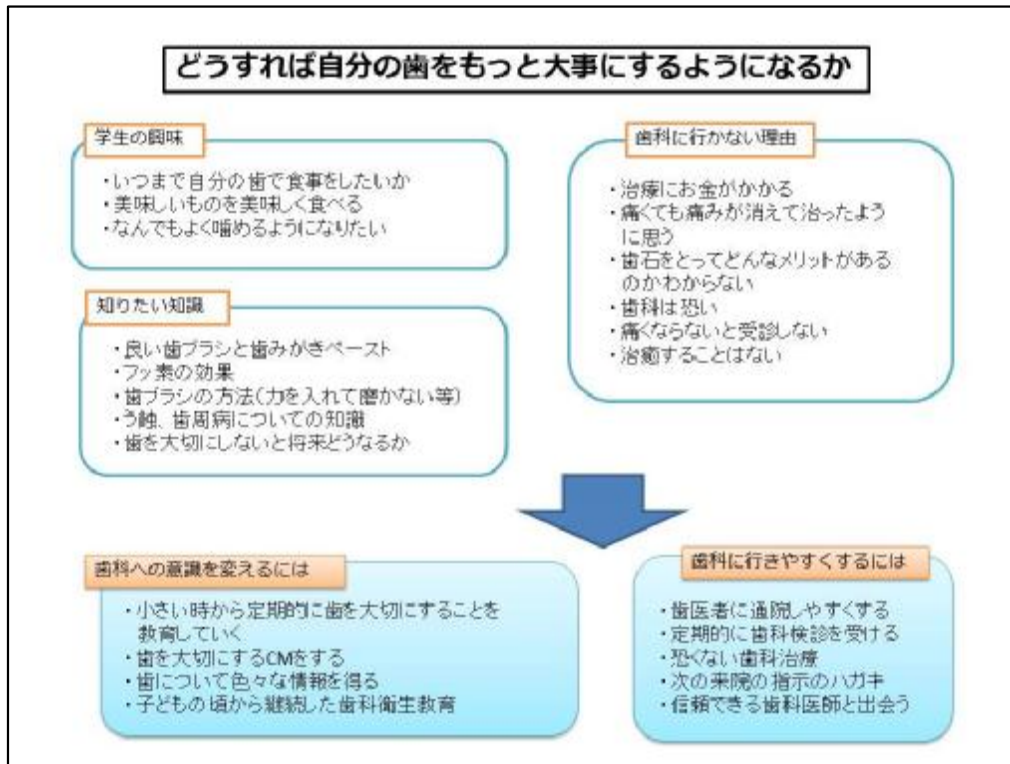 どうすれば自分の歯をもっと大事にするようになるか
学生の興味
・いつまで自分の歯で食事をしたいか
・美味しいものを美味しく食べる
・なんでもよく噛めるようになりたい
知りたい知識
・良い歯ブラシと歯みがきペースト
・フッ素の効果
・歯ブラシの方法(力を入れて磨かない等)
・う蝕、歯周病についての知識
・歯を大切にしないと将来どうなるか
歯科に行かない理由
・治療にお金がかかる
・痛くても痛みが消えて治ったよう
に思う
・歯石をとってどんなメリットがある
のかわからない
・歯科は恐い
・痛くならないと受診しない
・治癒することはない
歯科への意識を変えるには
・小さい時から定期的に歯を大切にすることを
教育していく
・歯を大切にするCMをする
・歯について色々な情報を得る
・子どもの頃から継続した歯科衛生教育
歯科に行きやすくするには
・歯医者に通院しやすくする
・定期的に歯科検診を受ける
・恐くない歯科治療
・次の来院の指示のハガキ
・信頼できる歯科医師と出会う